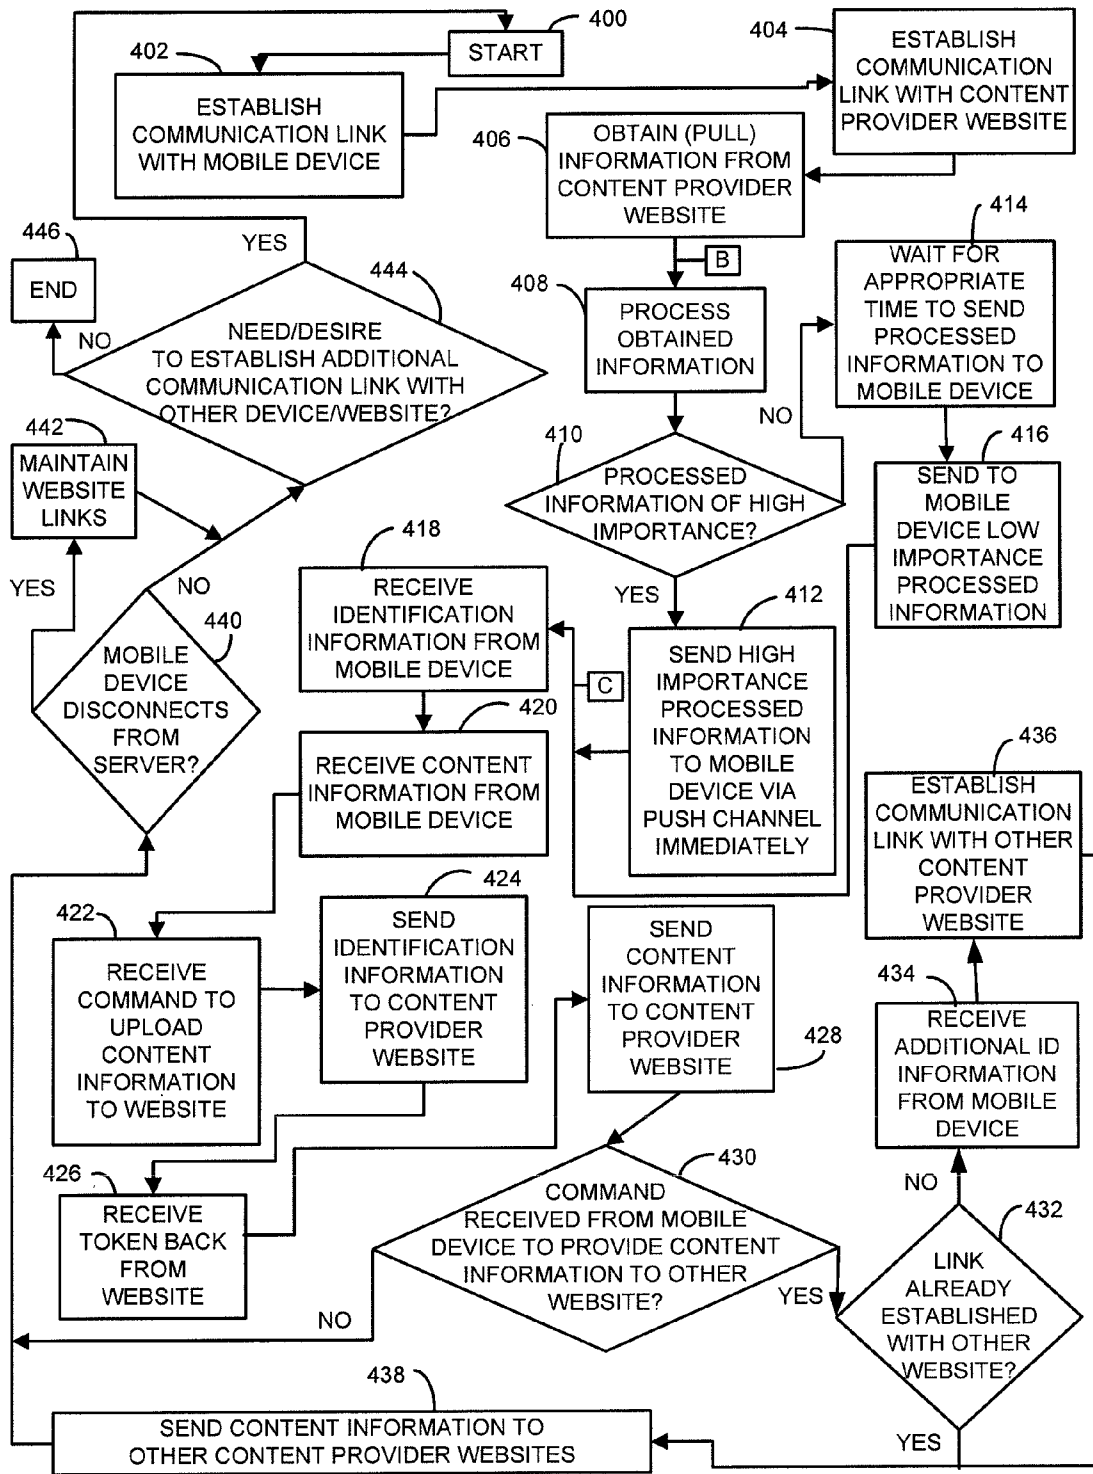 400
START
402
ESTABLISH
COMMUNICATION LINK
WITH MOBILE DEVICE
404
ESTABLISH
COMMUNICATION
LINK WITH CONTENT
PROVIDER WEBSITE
406
OBTAIN (PULL)
INFORMATION FROM
CONTENT PROVIDER
WEBSITE
B
408
PROCESS
OBTAINED
INFORMATION
410
PROCESSED
INFORMATION OF HIGH
IMPORTANCE?
NO
YES
414
WAIT FOR
APPROPRIATE
TIME TO SEND
PROCESSED
INFORMATION TO
MOBILE DEVICE
416
SEND TO
MOBILE
DEVICE LOW
IMPORTANCE
PROCESSED
INFORMATION
412
SEND HIGH
IMPORTANCE
PROCESSED
INFORMATION
TO MOBILE
DEVICE VIA
PUSH CHANNEL
IMMEDIATELY
C
418
RECEIVE
IDENTIFICATION
INFORMATION FROM
MOBILE DEVICE
420
RECEIVE CONTENT
INFORMATION FROM
MOBILE DEVICE
422
RECEIVE
COMMAND TO
UPLOAD
CONTENT
INFORMATION
TO WEBSITE
424
SEND
IDENTIFICATION
INFORMATION
TO CONTENT
PROVIDER
WEBSITE
426
RECEIVE
TOKEN BACK
FROM
WEBSITE
SEND
CONTENT
INFORMATION
TO CONTENT
PROVIDER
WEBSITE
428
430
COMMAND
RECEIVED FROM MOBILE
DEVICE TO PROVIDE CONTENT
INFORMATION TO OTHER
WEBSITE?
NO
YES
432
LINK
ALREADY
ESTABLISHED
WITH OTHER
WEBSITE?
NO
YES
434
RECEIVE
ADDITIONAL ID
INFORMATION
FROM MOBILE
DEVICE
436
ESTABLISH
COMMUNICATION
LINK WITH OTHER
CONTENT
PROVIDER
WEBSITE
438
SEND CONTENT INFORMATION TO
OTHER CONTENT PROVIDER WEBSITES
440
MOBILE
DEVICE
DISCONNECTS
FROM
SERVER?
YES
NO
442
MAINTAIN
WEBSITE
LINKS
444
NEED/DESIRE
TO ESTABLISH ADDITIONAL
COMMUNICATION LINK WITH
OTHER DEVICE/WEBSITE?
YES
NO
446
END